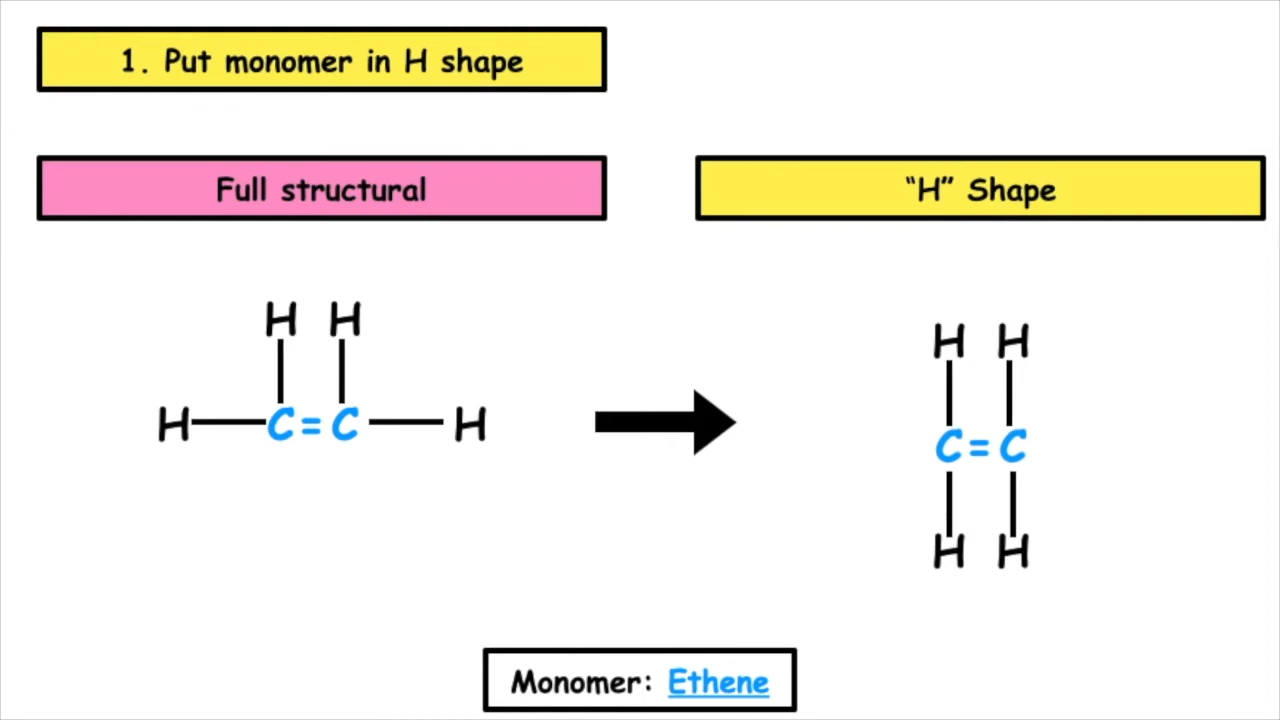 1. Put monomer in H shape
Full structural
“H” Shape
H H
H C = C H
H H
C = C
H H
Monomer: Ethene